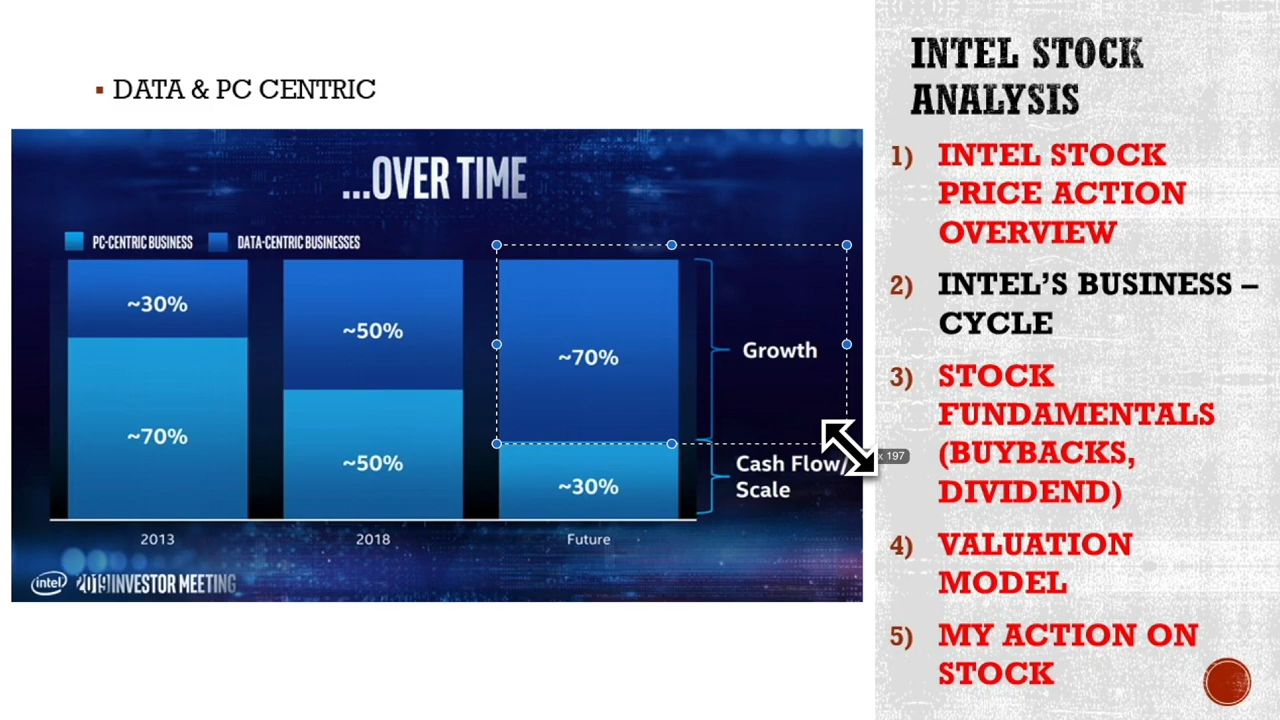 DATA & PC CENTRIC
...OVER TIME
PC-CENTRIC BUSINESS DATA-CENTRIC BUSINESSES
~30%
~70%
~50%
~50%
~70%
~30%
Growth
Cash Flow/
Scale
2013 2018 Future
intel 2019 INVESTOR MEETING
x 197
INTEL STOCK
ANALYSIS
1) INTEL STOCK
PRICE ACTION
OVERVIEW
2) INTEL’S BUSINESS –
CYCLE
3) STOCK
FUNDAMENTALS
(BUYBACKS,
DIVIDEND)
4) VALUATION
MODEL
5) MY ACTION ON
STOCK